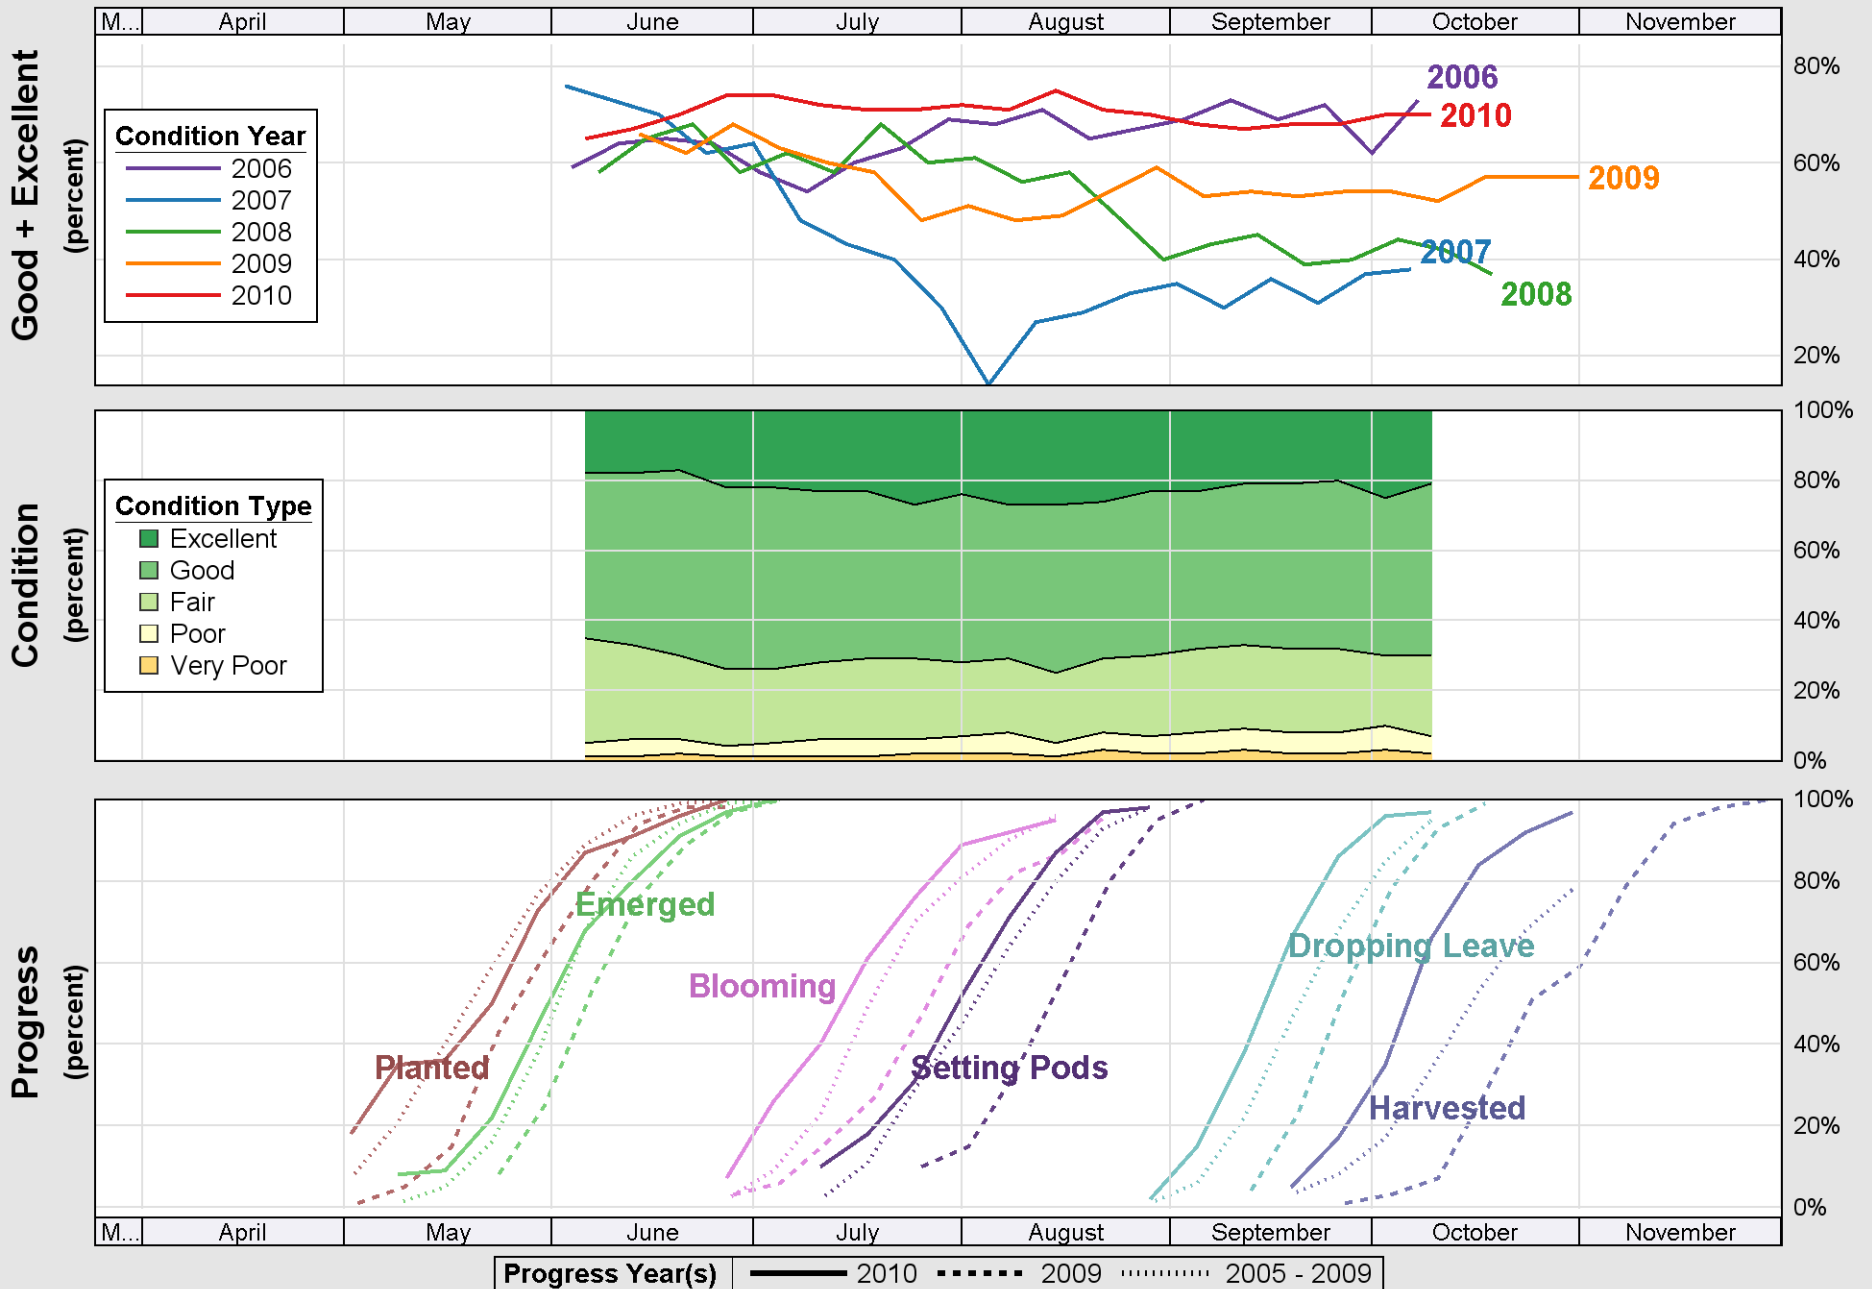 M... April May June July August September October November
Good + Excellent
(percent)
80%
60%
40%
20%
Condition Year
2006
2007
2008
2009
2010
2006
2010
2009
2007
2008
Condition
(percent)
100%
80%
60%
40%
20%
0%
Condition Type
Excellent
Good
Fair
Poor
Very Poor
Progress
(percent)
100%
80%
60%
40%
20%
0%
Emerged
Dropping Leave
Blooming
Planted
Setting Pods
Harvested
M... April May June July August September October November
Progress Year(s) 2010 2009 2005 - 2009